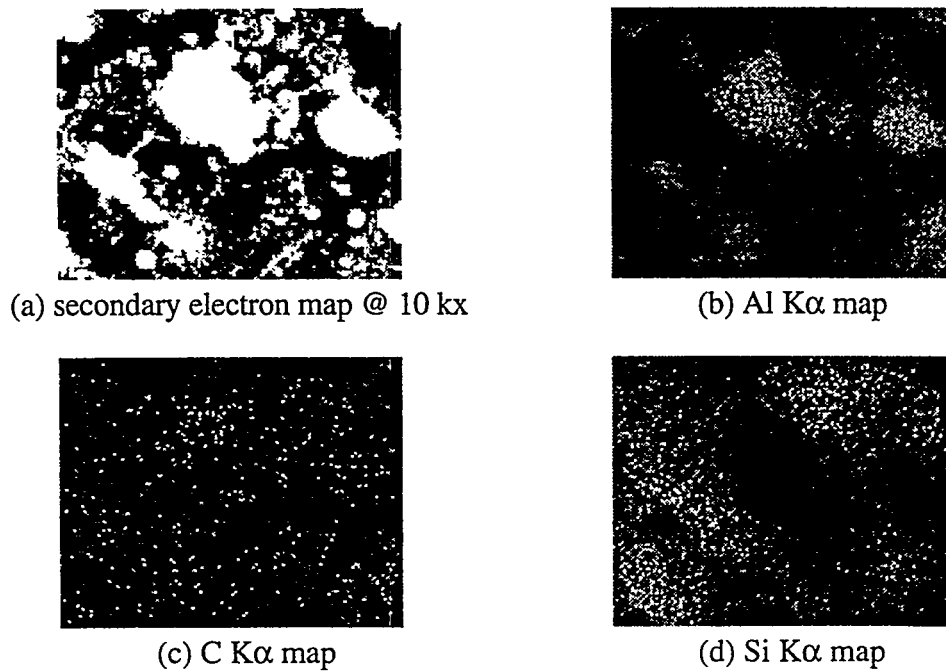 (a) secondary electron map @ 10 kx
(b) Al Kα map
(c) C Kα map
(d) Si Kα map